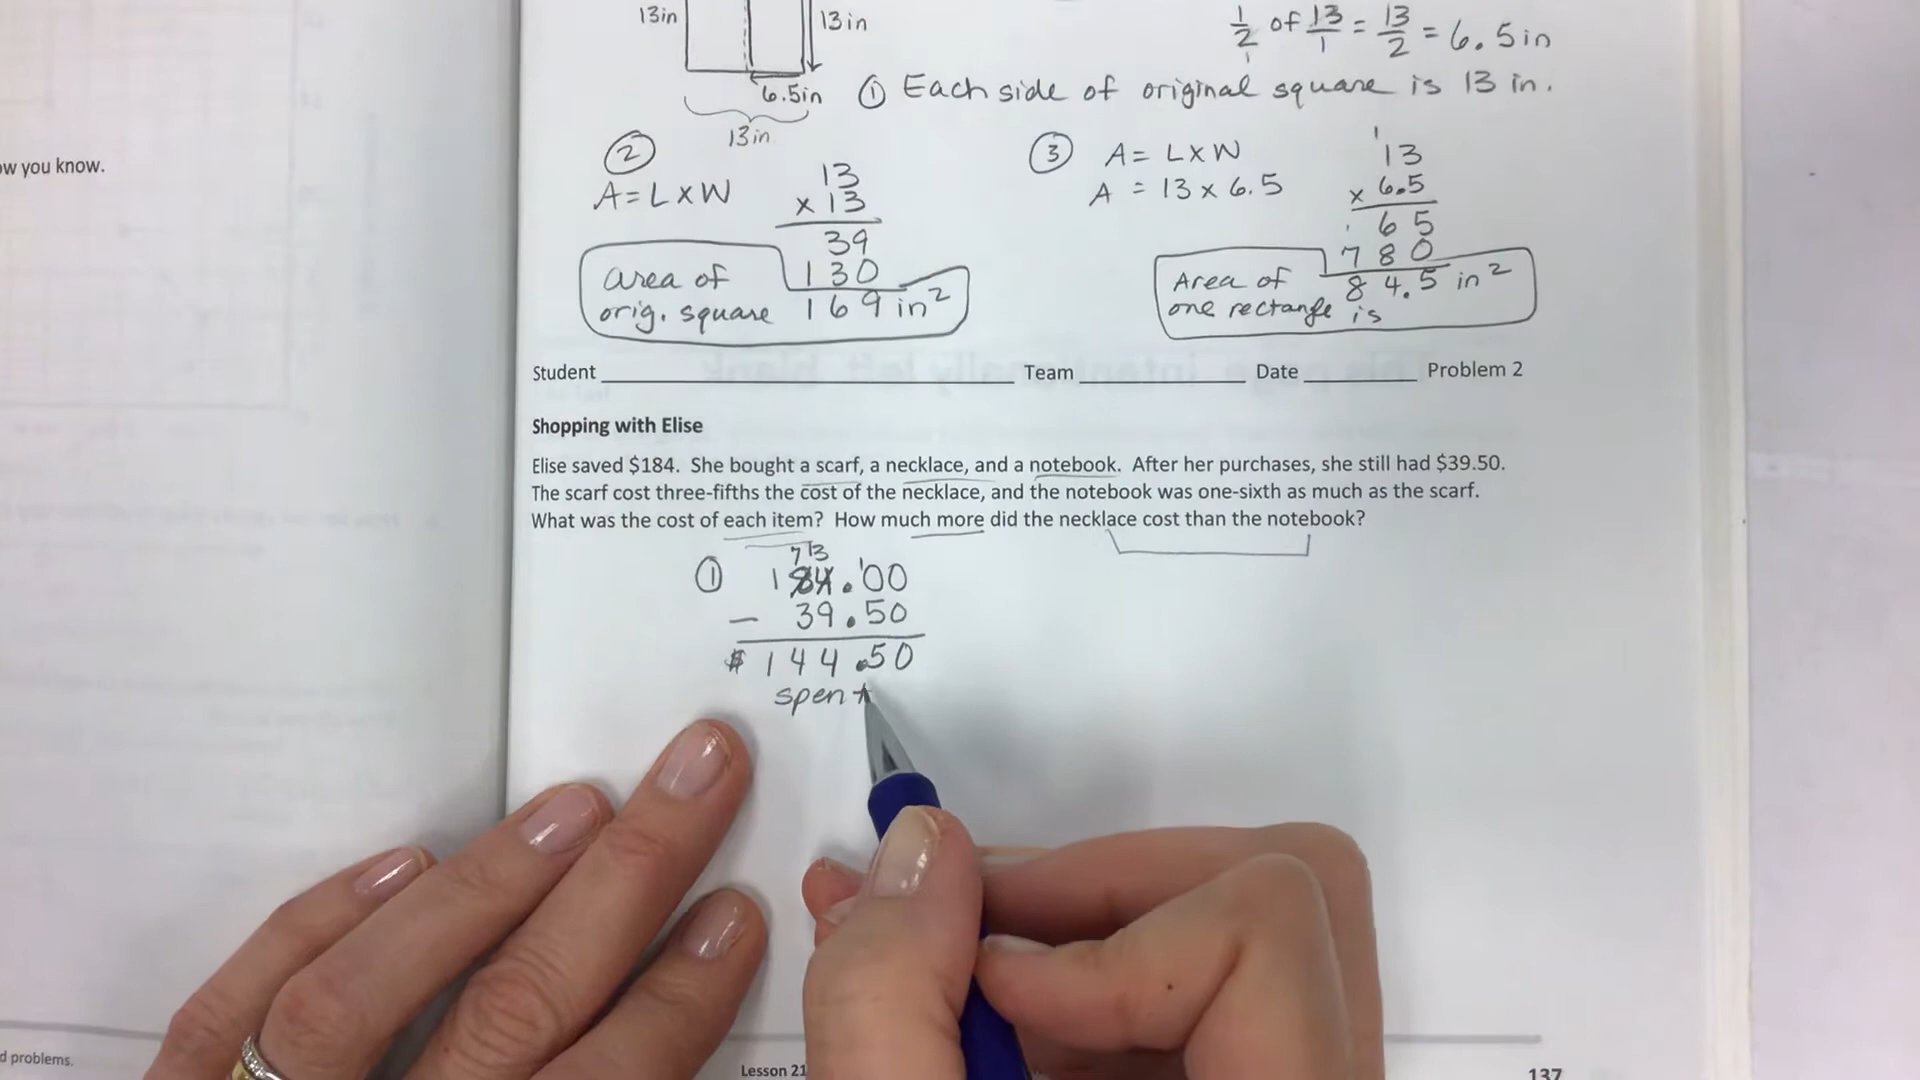 13in
13in
6.5in
13in
1/2 of 13/1 = 13/2 = 6.5in
① Each side of original square is 13 in.
②
A = L x W
13
x 13
39
130
169 in²
area of
orig. square
③ A = L x W
A = 13 x 6.5
1
13
x 6.5
65
780
84.5 in²
Area of
one rectangle is
ow you know.
Student Team Date Problem 2
Shopping with Elise
Elise saved $184. She bought a scarf, a necklace, and a notebook. After her purchases, she still had $39.50.
The scarf cost three-fifths the cost of the necklace, and the notebook was one-sixth as much as the scarf.
What was the cost of each item? How much more did the necklace cost than the notebook?
7 13
① 184.100
- 39.50
$ 144.50
spent
d problems.
Lesson 21
137